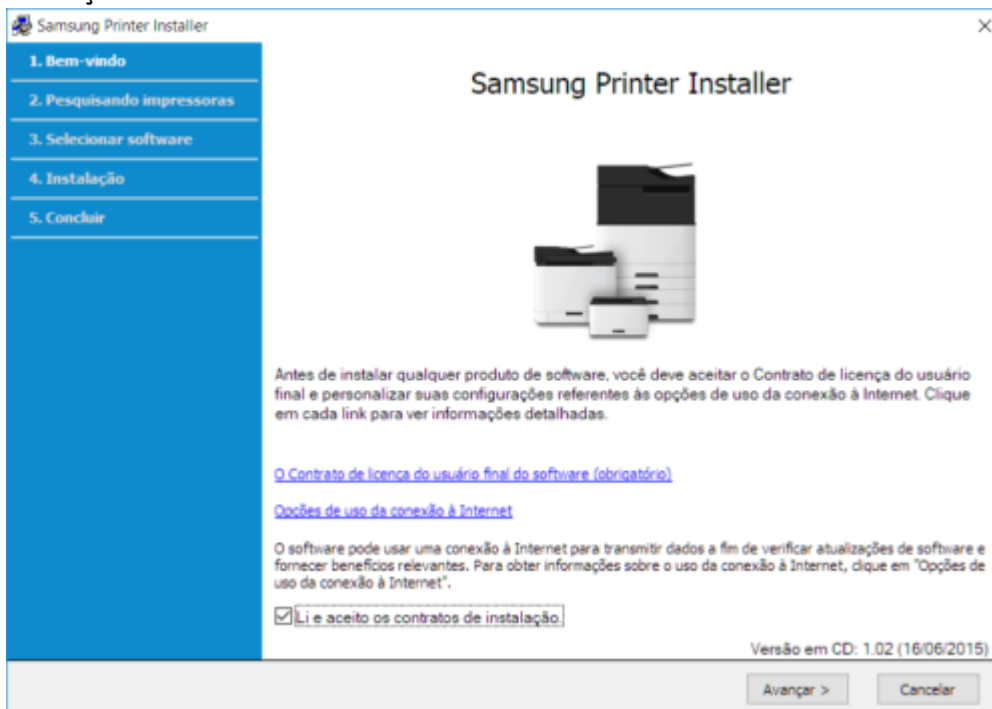 Samsung Printer Installer
1. Bem-vindo
2. Pesquisando impressoras
3. Selecionar software
4. Instalação
5. Concluir
Samsung Printer Installer
Antes de instalar qualquer produto de software, você deve aceitar o Contrato de licença do usuário
final e personalizar suas configurações referentes às opções de uso da conexão à Internet. Clique
em cada link para ver informações detalhadas.
O Contrato de licença do usuário final do software (obrigatório)
Opções de uso da conexão à Internet
O software pode usar uma conexão à Internet para transmitir dados a fim de verificar atualizações de software e
fornecer benefícios relevantes. Para obter informações sobre o uso da conexão à Internet, clique em "Opções de
uso da conexão à Internet".
Li e aceito os contratos de instalação.
Versão em CD: 1.02 (16/06/2015)
Avançar >
Cancelar